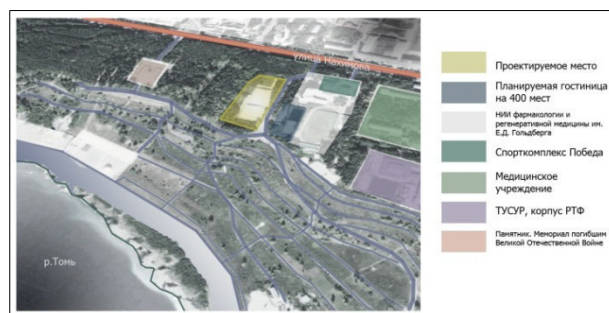 улица Нахимова
р.Томь
Проектируемое место
Планируемая гостиница
на 400 мест
НИИ фармакологии и
регенеративной медицины им.
Е.Д. Гольдберга
Спорткомплекс Победа
Медицинское
учреждение
ТУСУР, корпус РТФ
Памятник. Мемориал погибшим
Великой Отечественной Войне